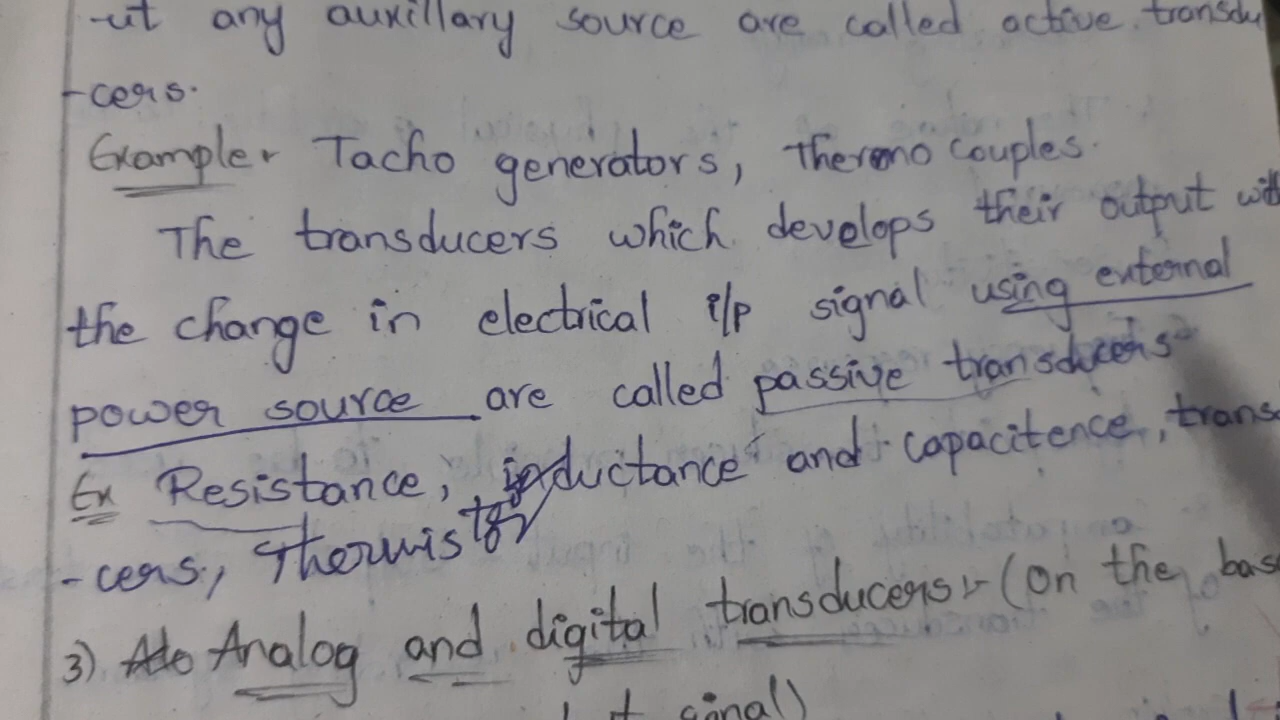 -ut any auxillary source are called active transdu
-cers.
Example:- Tacho generators, Thermo couples.
The transducers which develops their output with
the change in electrical i/p signal using external
power source are called passive transducers
Ex Resistance, inductance and capacitence, trans
-cers, Thermistor
3) Analog and digital transducers:- (On the bas